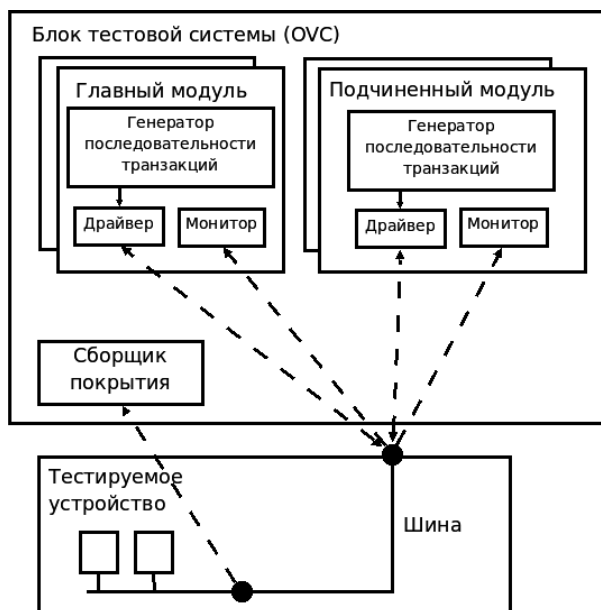 Блок тестовой системы (OVC)
Главный модуль
Генератор
последовательности
транзакций
Драйвер
Монитор
Подчиненный модуль
Генератор
последовательности
транзакций
Драйвер
Монитор
Сборщик
покрытия
Тестируемое
устройство
Шина